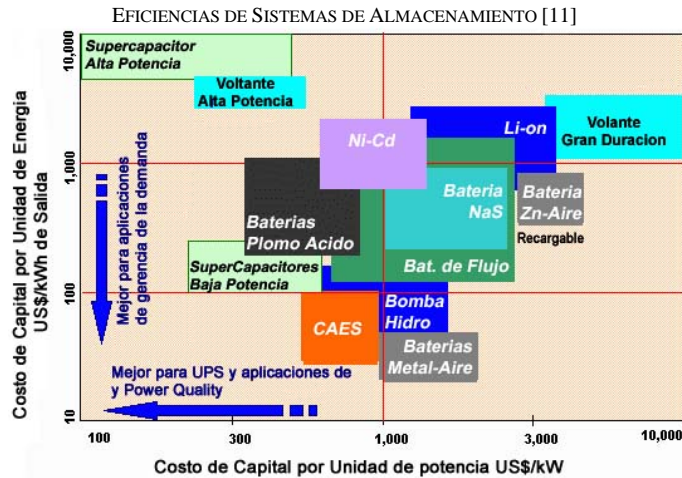 EFICIENCIAS DE SISTEMAS DE ALMACENAMIENTO [11]
Costo de Capital por Unidad de Energia
US$/kWh de Salida
10,000
1,000
100
10
Supercapacitor
Alta Potencia
Voltante
Alta Potencia
Ni-Cd
Li-on
Volante
Gran Duracion
Mejor para aplicaciones
de gerencia de la demanda
Baterias
Plomo Acido
Bateria
NaS
Bateria
Zn-Aire
Recargable
SuperCapacitores
Baja Potencia
Bat. de Flujo
CAES
Bomba
Hidro
Baterias
Metal-Aire
Mejor para UPS y aplicaciones de
y Power Quality
100
300
1,000
3,000
10,000
Costo de Capital por Unidad de potencia US$/kW